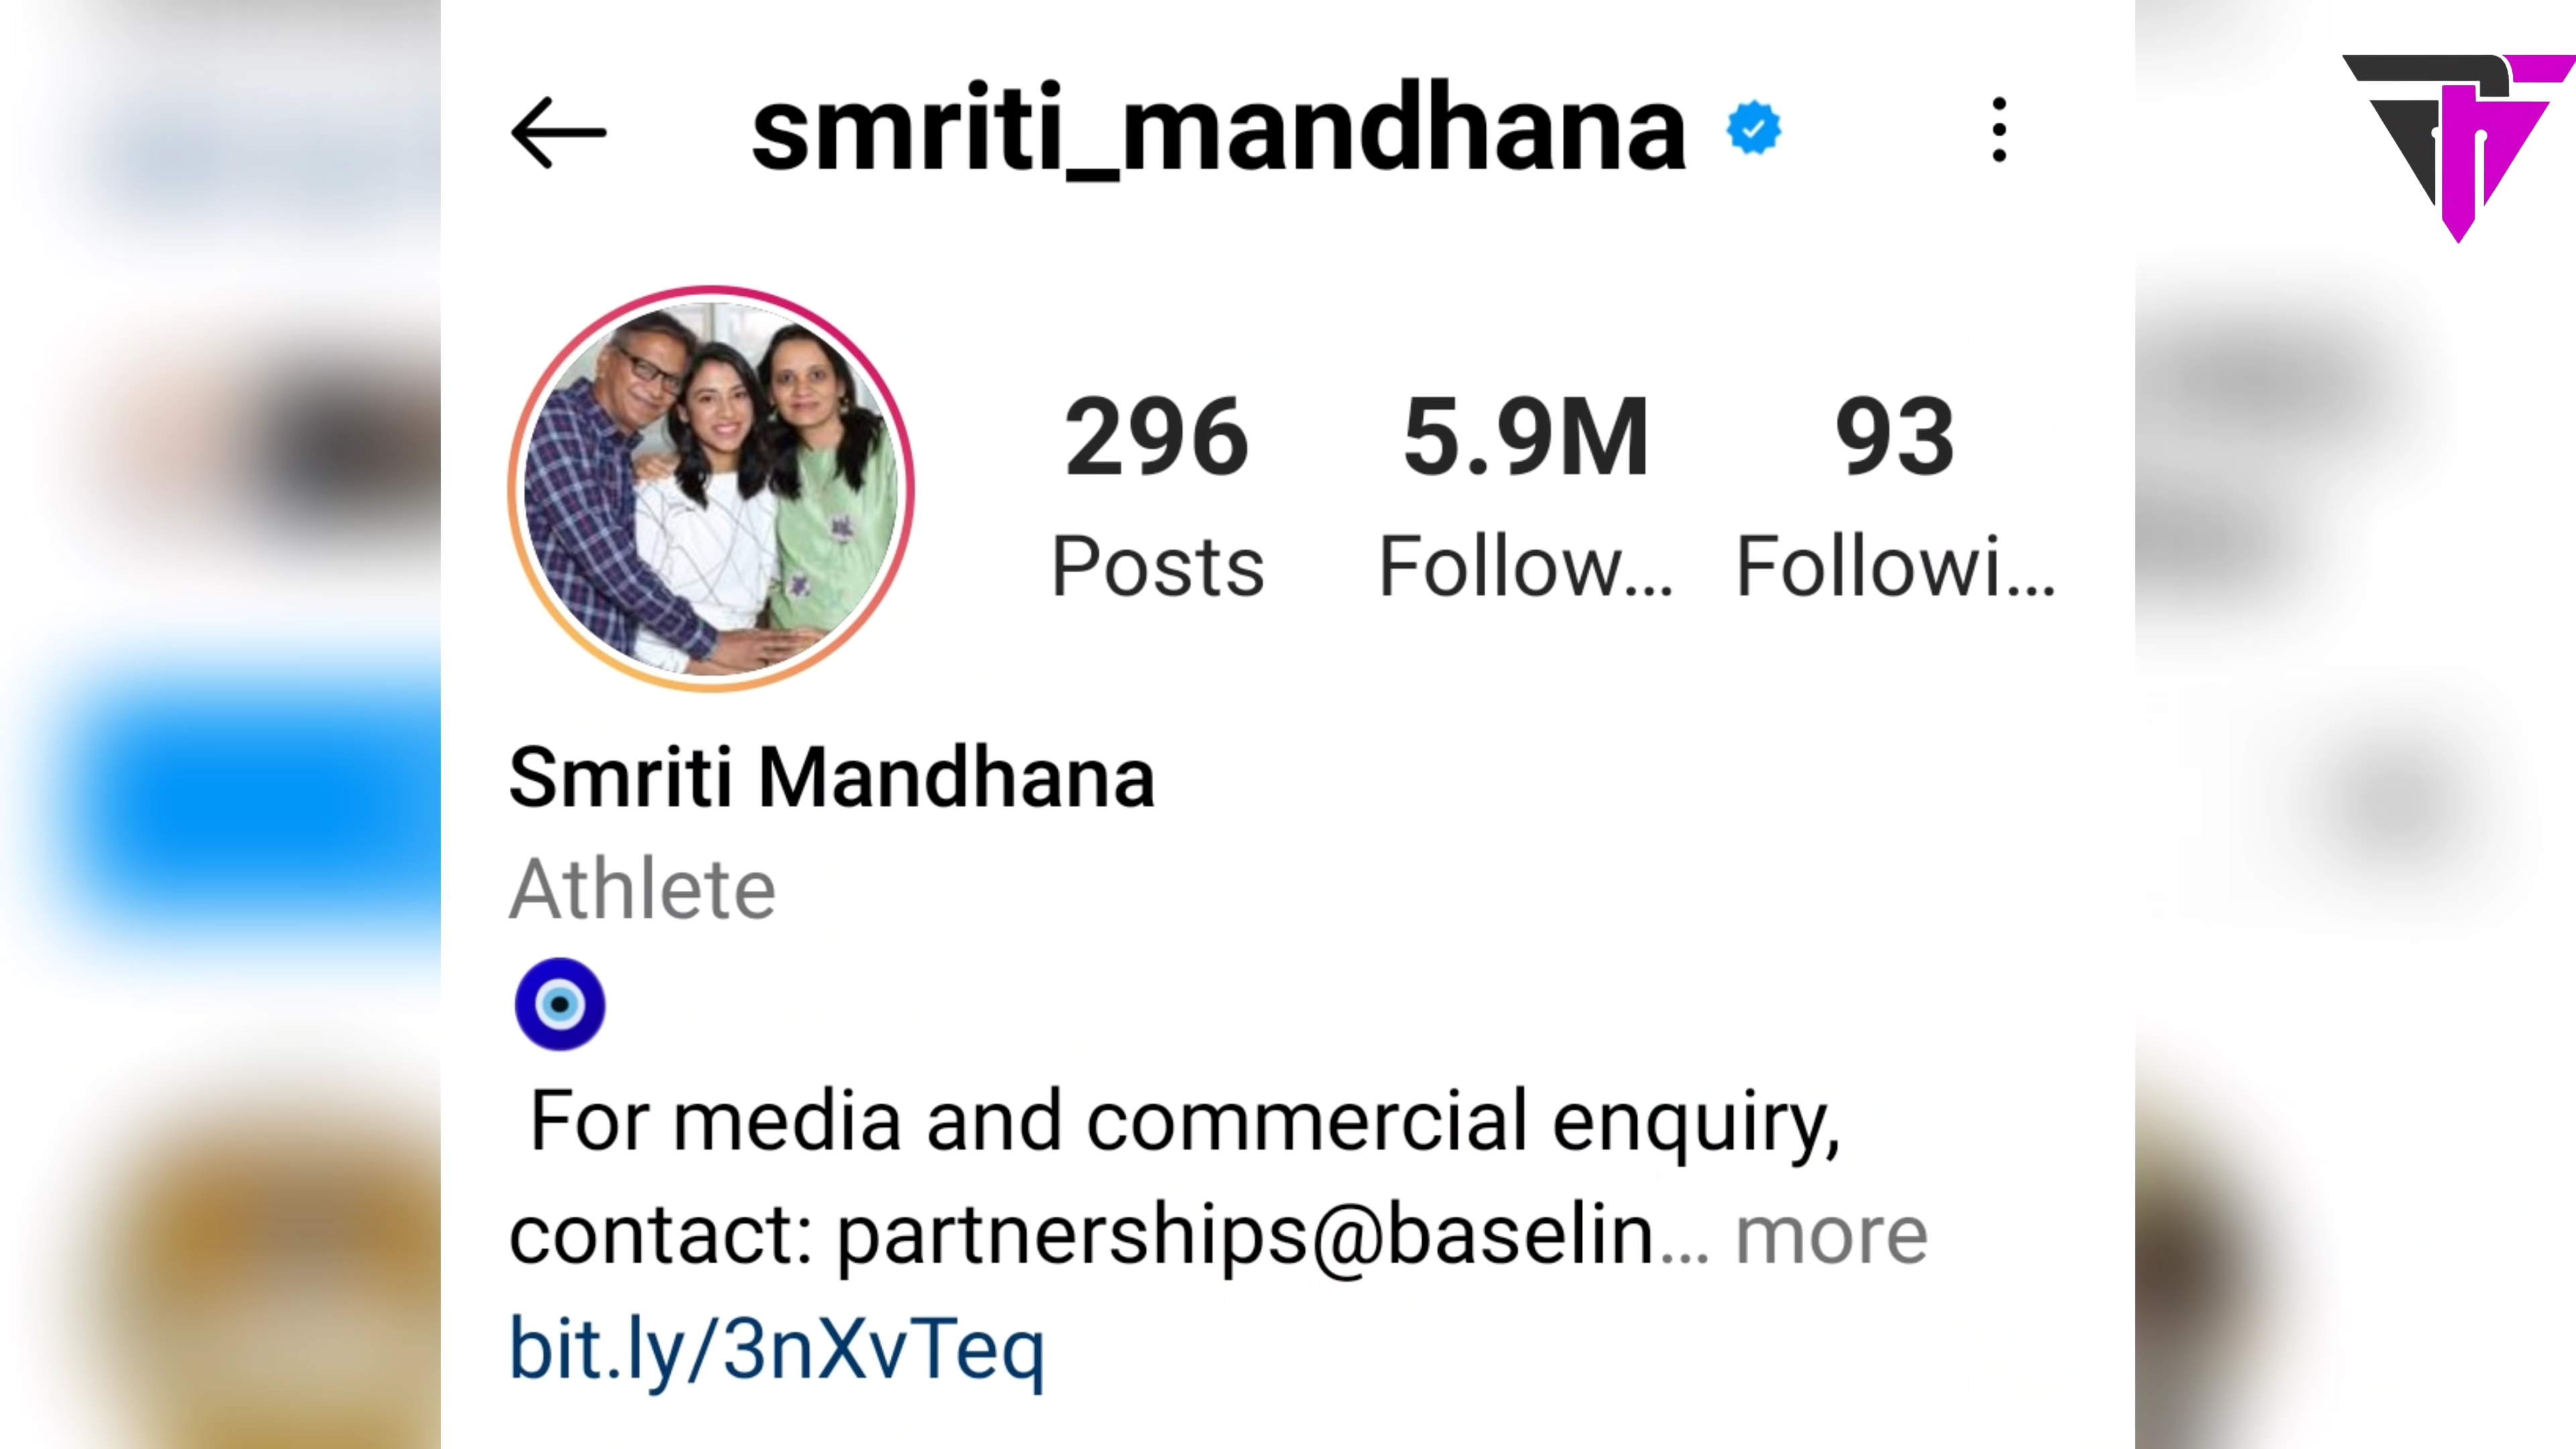 smriti_mandhana
296 5.9M 93
Posts Follow... Followi...
Smriti Mandhana
Athlete
For media and commercial enquiry,
contact: partnerships@baselin... more
bit.ly/3nXvTeq